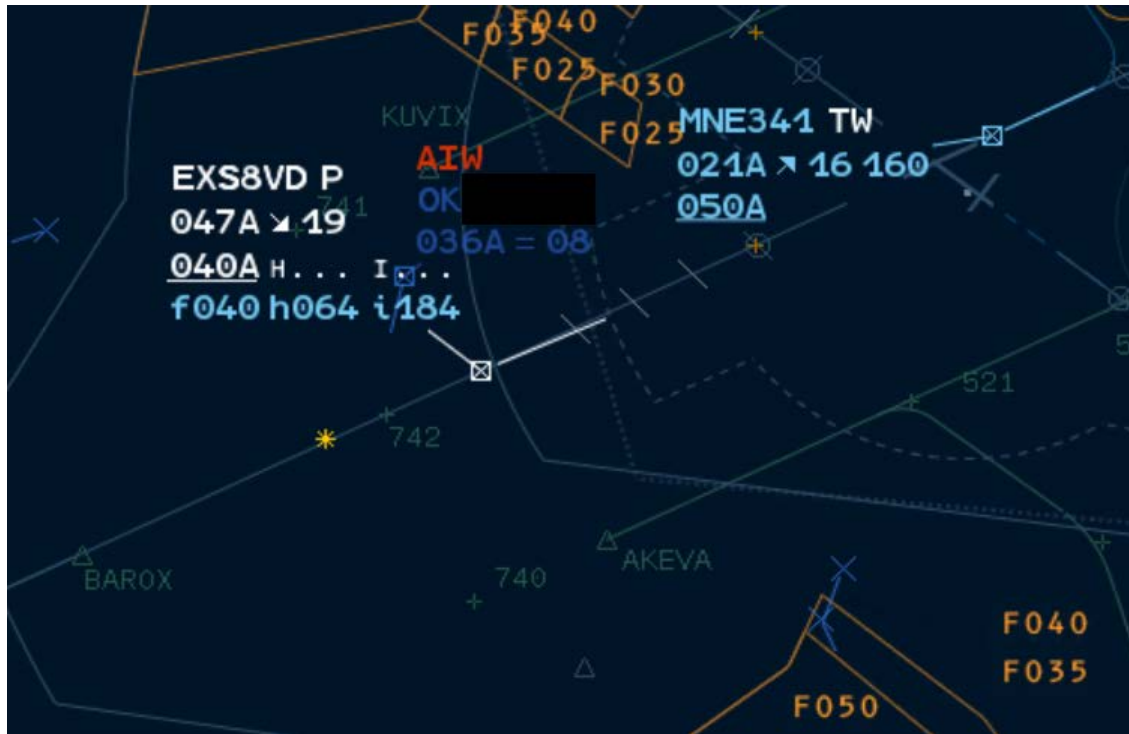 F040
F035
F025
F030
F025
KUVIX
AIW
MNE341 TW
021A ↗ 16 160
050A
EXS8VD P
047A ↘ 19
741
040A H... I...
f040 h064 i184
OK
036A = 08
521
742
BAROX
740
AKEVA
F040
F035
F050
5